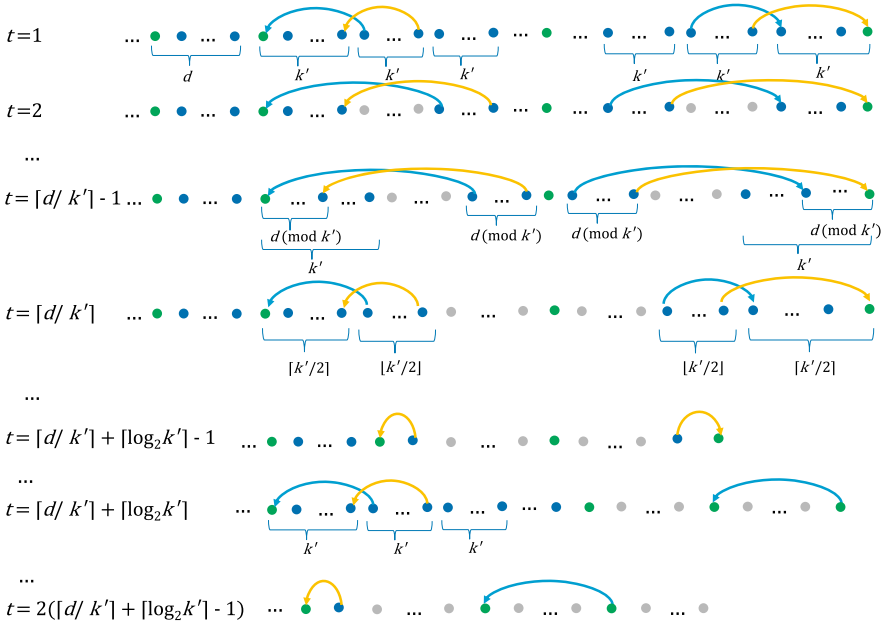 t=1 ... ... ... ... ... ... ... ... ...
d k′ k′ k′ k′ k′ k′
t=2 ... ... ... ... ... ... ... ... ...
...
t=⌈d/ k′⌉ - 1 ... ... ... ... ... ... ... ... ... ...
d (mod k′) d (mod k′) d (mod k′) d (mod k′)
k′ k′
t=⌈d/ k′⌉ ... ... ... ... ... ... ... ...
⌈k′/2⌉ ⌊k′/2⌋ ⌊k′/2⌋ ⌈k′/2⌉
...
t=⌈d/ k′⌉ + ⌈log₂k′⌉ - 1 ... ... ... ...
...
t=⌈d/ k′⌉ + ⌈log₂k′⌉ ... ... ... ... ... ... ...
k′ k′ k′
...
t= 2(⌈d/ k′⌉ + ⌈log₂k′⌉ - 1) ... ... ... ...